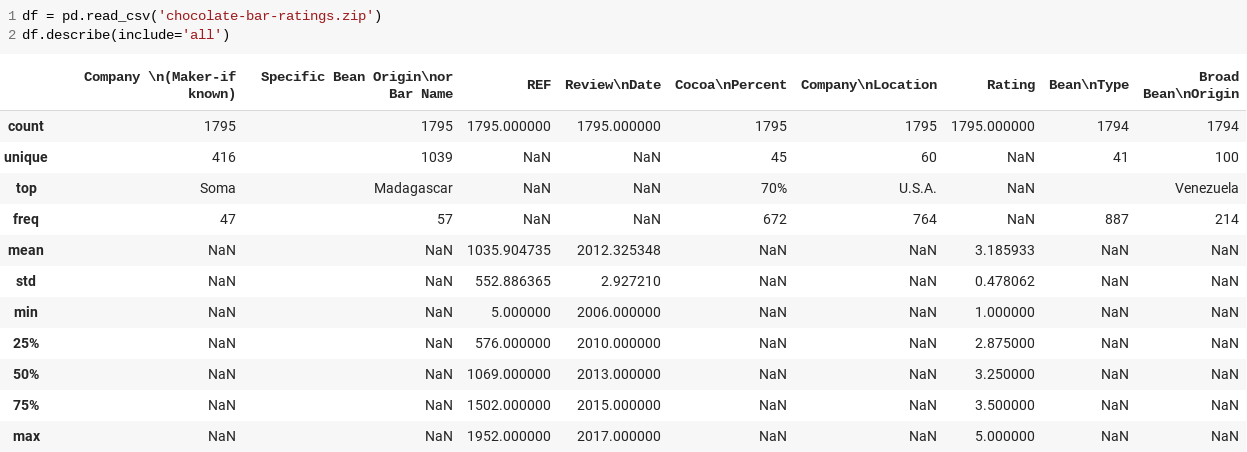 1 df = pd.read_csv('chocolate-bar-ratings.zip')
2 df.describe(include='all')
Company \n(Maker-if known) Specific Bean Origin\nor Bar Name REF Review\nDate Cocoa\nPercent Company\nLocation Rating Bean\nType Broad Bean\nOrigin
count 1795 1795 1795.000000 1795.000000 1795 1795 1795.000000 1794 1794
unique 416 1039 NaN NaN 45 60 NaN 41 100
top Soma Madagascar NaN NaN 70% U.S.A. NaN Venezuela
freq 47 57 NaN NaN 672 764 NaN 887 214
mean NaN NaN 1035.904735 2012.325348 NaN NaN 3.185933 NaN NaN
std NaN NaN 552.886365 2.927210 NaN NaN 0.478062 NaN NaN
min NaN NaN 5.000000 2006.000000 NaN NaN 1.000000 NaN NaN
25% NaN NaN 576.000000 2010.000000 NaN NaN 2.875000 NaN NaN
50% NaN NaN 1069.000000 2013.000000 NaN NaN 3.250000 NaN NaN
75% NaN NaN 1502.000000 2015.000000 NaN NaN 3.500000 NaN NaN
max NaN NaN 1952.000000 2017.000000 NaN NaN 5.000000 NaN NaN